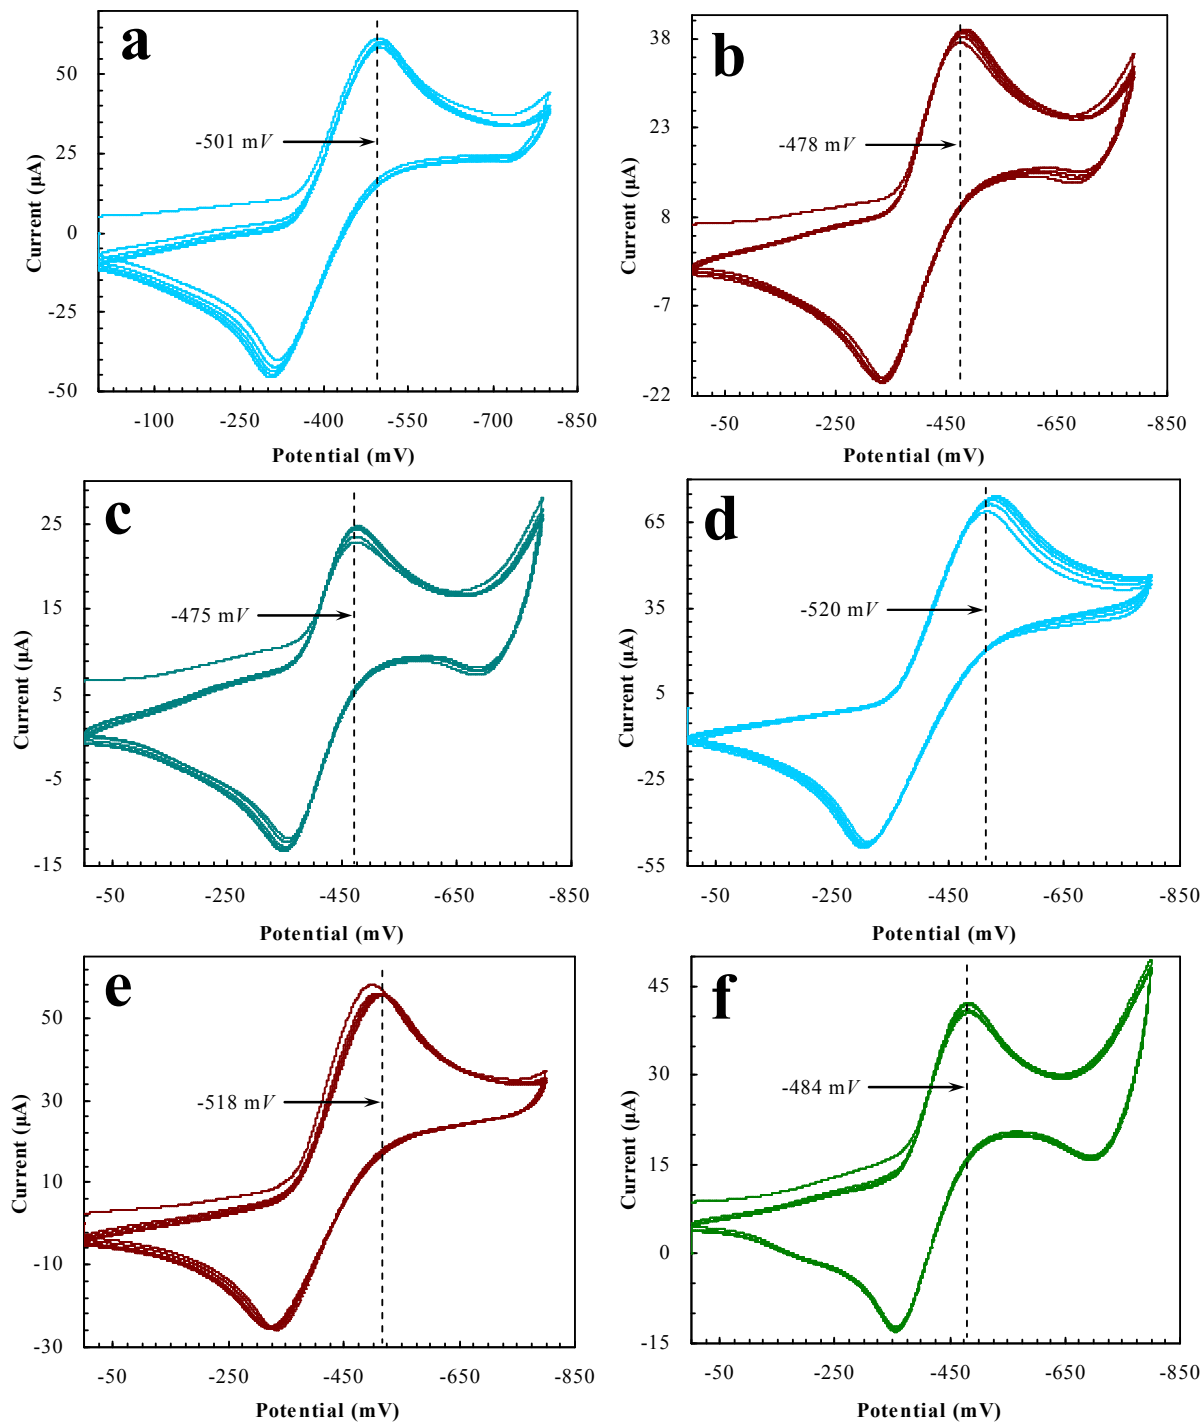 a
50
25
0
-25
-50
Current (µA)
-501 mV
-100 -250 -400 -550 -700 -850
Potential (mV)
b
38
23
8
-7
-22
Current (µA)
-478 mV
-50 -250 -450 -650 -850
Potential (mV)
c
25
15
5
-5
-15
Current (µA)
-475 mV
-50 -250 -450 -650 -850
Potential (mV)
d
65
35
5
-25
-55
Current (µA)
-520 mV
-50 -250 -450 -650 -850
Potential (mV)
e
50
30
10
-10
-30
Current (µA)
-518 mV
-50 -250 -450 -650 -850
Potential (mV)
f
45
30
15
0
-15
Current (µA)
-484 mV
-50 -250 -450 -650 -850
Potential (mV)